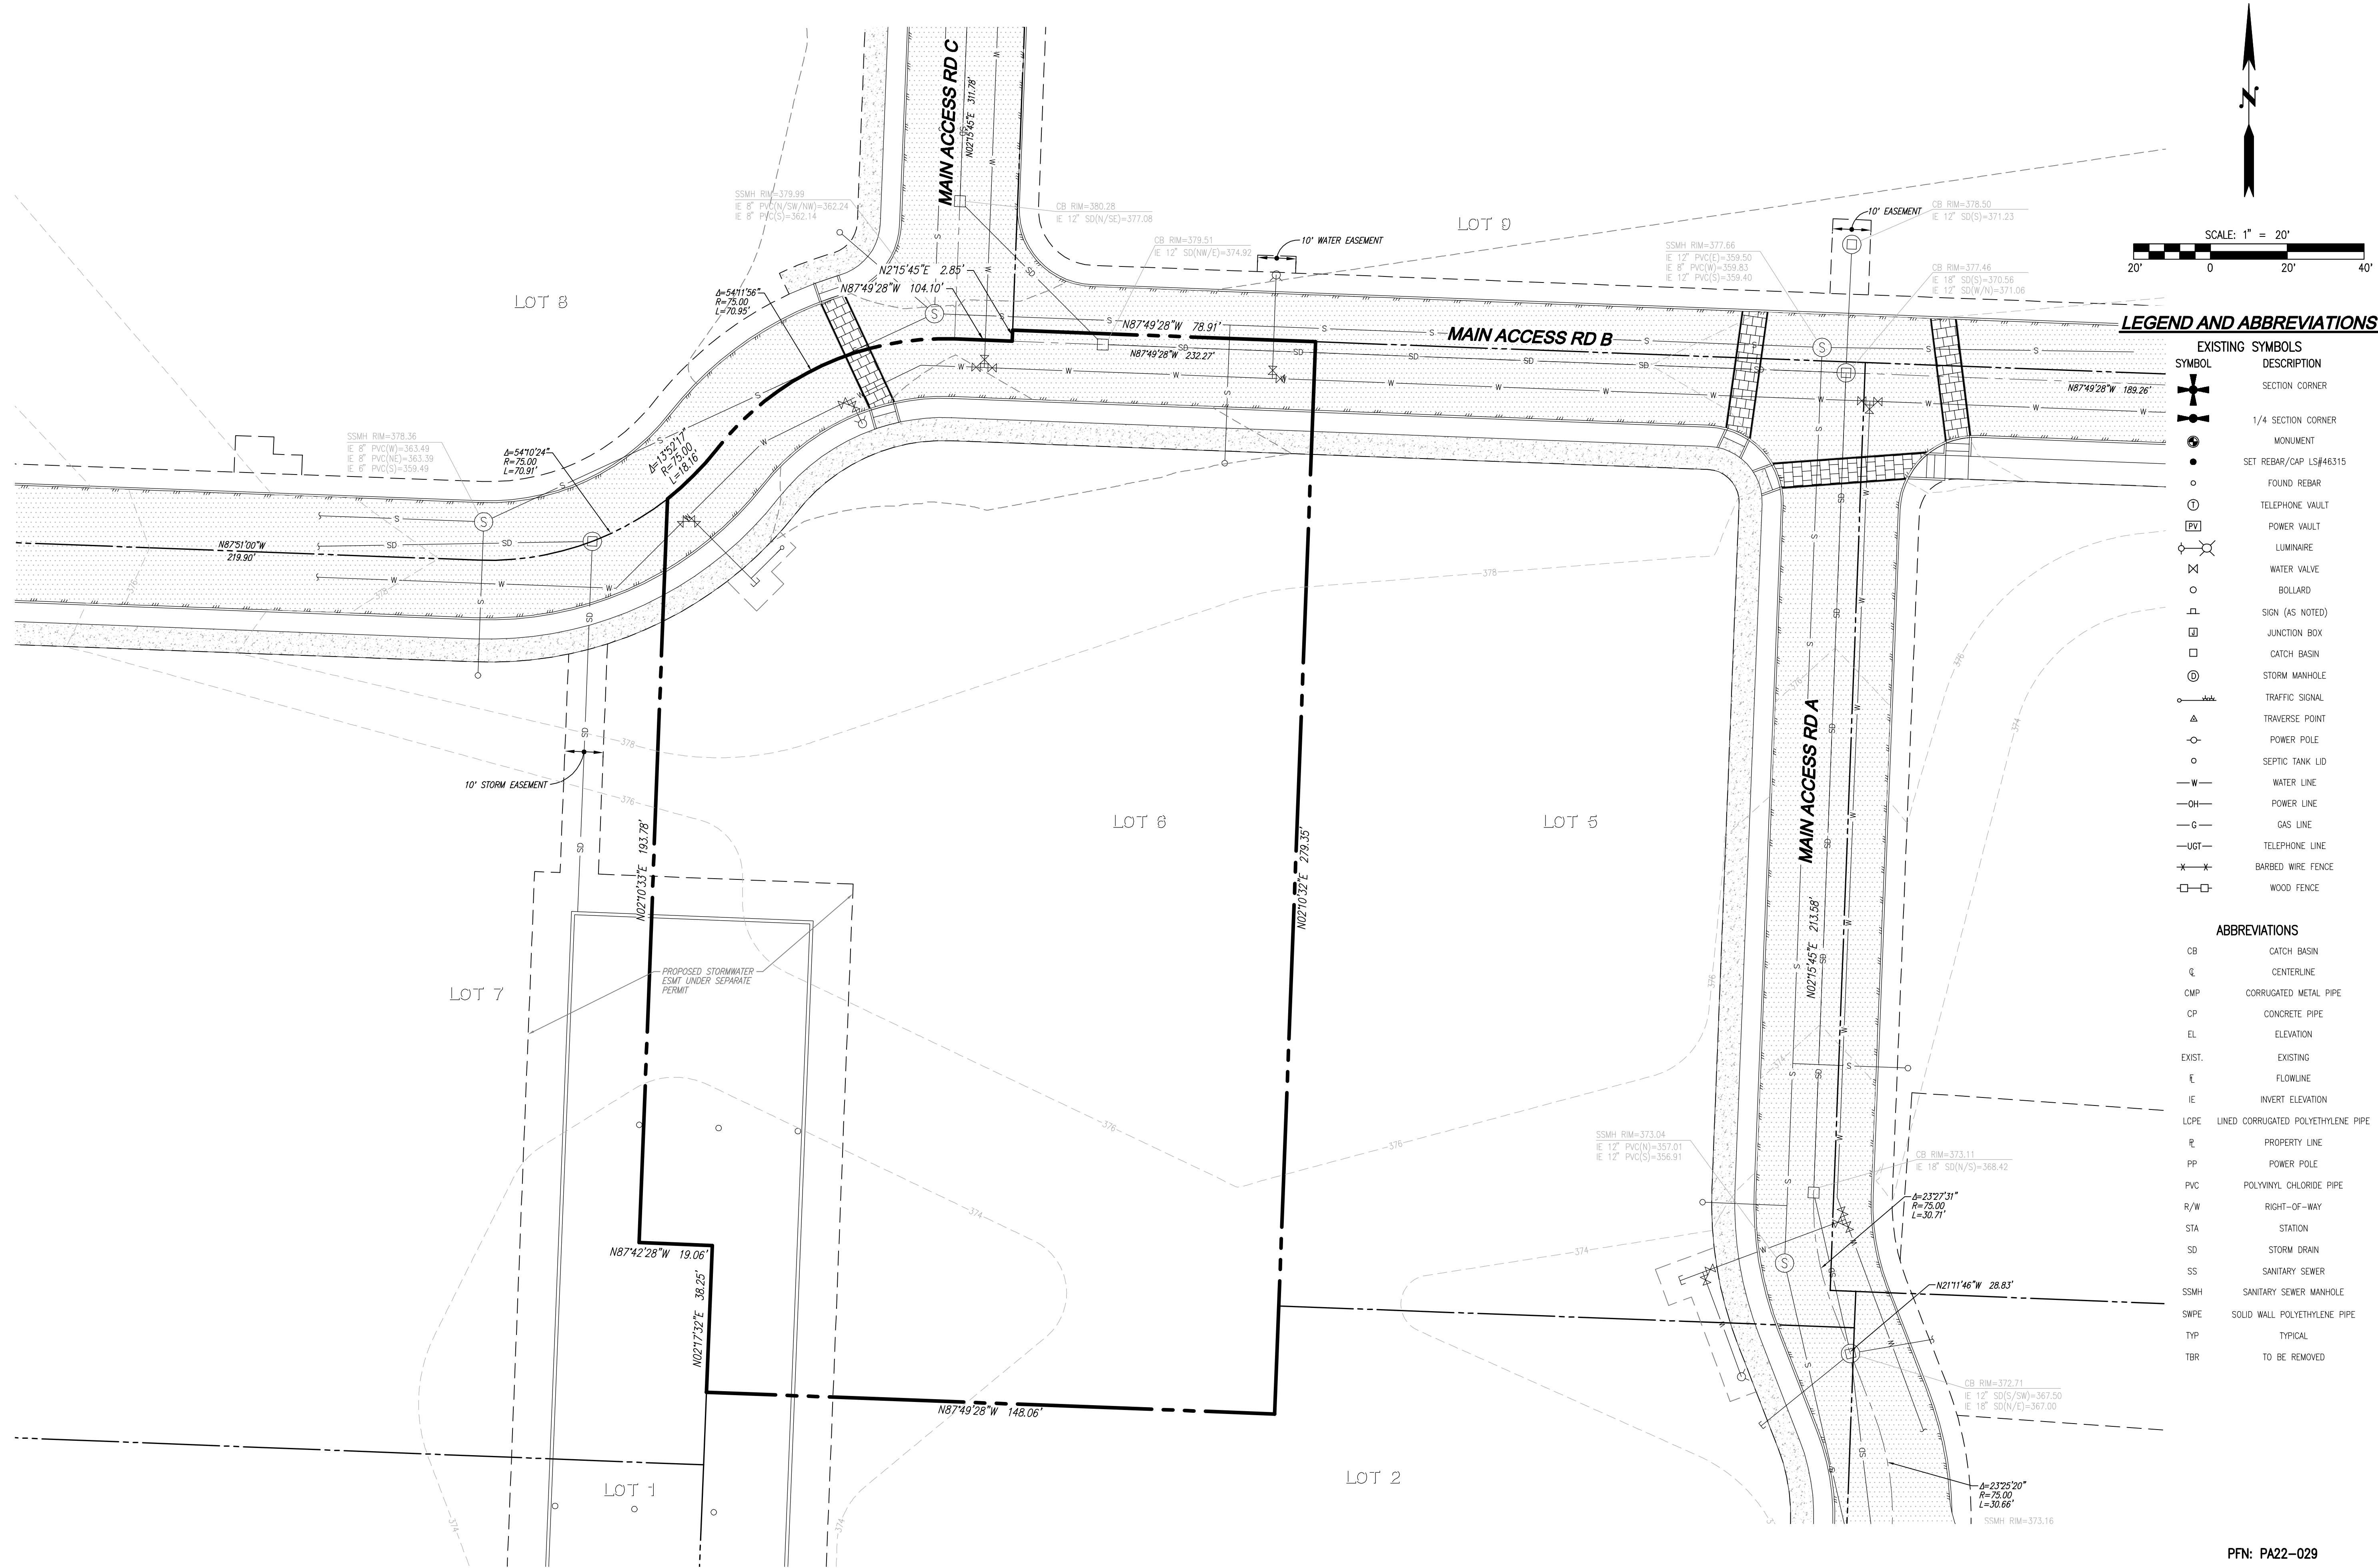 MAIN ACCESS RD C
N02°15'45"E 311.78'
SSMH RIM=379.99
IE 8" PVC(N/SW/NW)=362.24
IE 8" PVC(S)=362.14
CB RIM=380.28
IE 12" SD(N/SE)=377.08
CB RIM=379.51
IE 12" SD(NW/E)=374.92
LOT 9
10' WATER EASEMENT
10' EASEMENT
CB RIM=378.50
IE 12" SD(S)=371.23
SSMH RIM=377.66
IE 12" PVC(E)=359.50
IE 8" PVC(W)=359.83
IE 12" PVC(S)=359.40
CB RIM=377.46
IE 18" SD(S)=370.56
IE 12" SD(W/N)=371.06
N
SCALE: 1" = 20'
20' 0 20' 40'
LOT 8
N2°15'45"E 2.85'
N87°49'28"W 104.10'
Δ=54°11'56"
R=75.00
L=70.95'
N87°49'28"W 78.91'
N87°49'28"W 232.27'
MAIN ACCESS RD B
N87°49'28"W 189.26'
SSMH RIM=378.36
IE 8" PVC(W)=363.49
IE 8" PVC(NE)=363.39
IE 6" PVC(S)=359.49
Δ=54°10'24"
R=75.00
L=70.91'
Δ=13°52'17"
R=75.00
L=18.16'
N87°51'00"W
219.90'
376
378
378
378
376
376
376
376
376
374
376
374
374
374
374
374
10' STORM EASEMENT
N02°10'33"E 193.78'
LOT 6
N02°10'32"E 279.35'
LOT 5
MAIN ACCESS RD A
N02°15'45"E 213.58'
LOT 7
PROPOSED STORMWATER
ESMT UNDER SEPARATE
PERMIT
SSMH RIM=373.04
IE 12" PVC(N)=357.01
IE 12" PVC(S)=356.91
CB RIM=373.11
IE 18" SD(N/S)=368.42
Δ=23°27'31"
R=75.00
L=30.71'
N87°42'28"W 19.06'
N02°17'32"E 38.25'
N21°11'46"W 28.83'
N87°49'28"W 148.06'
CB RIM=372.71
IE 12" SD(S/SW)=367.50
IE 18" SD(N/E)=367.00
LOT 1
LOT 2
Δ=23°25'20"
R=75.00
L=30.66'
SSMH RIM=373.16
LEGEND AND ABBREVIATIONS
EXISTING SYMBOLS
SYMBOL DESCRIPTION
SECTION CORNER
1/4 SECTION CORNER
MONUMENT
SET REBAR/CAP LS#46315
FOUND REBAR
T TELEPHONE VAULT
PV POWER VAULT
LUMINAIRE
WATER VALVE
BOLLARD
SIGN (AS NOTED)
J JUNCTION BOX
CATCH BASIN
D STORM MANHOLE
TRAFFIC SIGNAL
TRAVERSE POINT
POWER POLE
SEPTIC TANK LID
W WATER LINE
OH POWER LINE
G GAS LINE
UGT TELEPHONE LINE
X X BARBED WIRE FENCE
WOOD FENCE
ABBREVIATIONS
CB CATCH BASIN
℄ CENTERLINE
CMP CORRUGATED METAL PIPE
CP CONCRETE PIPE
EL ELEVATION
EXIST. EXISTING
FLOWLINE
IE INVERT ELEVATION
LCPE LINED CORRUGATED POLYETHYLENE PIPE
PROPERTY LINE
PP POWER POLE
PVC POLYVINYL CHLORIDE PIPE
R/W RIGHT-OF-WAY
STA STATION
SD STORM DRAIN
SS SANITARY SEWER
SSMH SANITARY SEWER MANHOLE
SWPE SOLID WALL POLYETHYLENE PIPE
TYP TYPICAL
TBR TO BE REMOVED
PFN: PA22-029